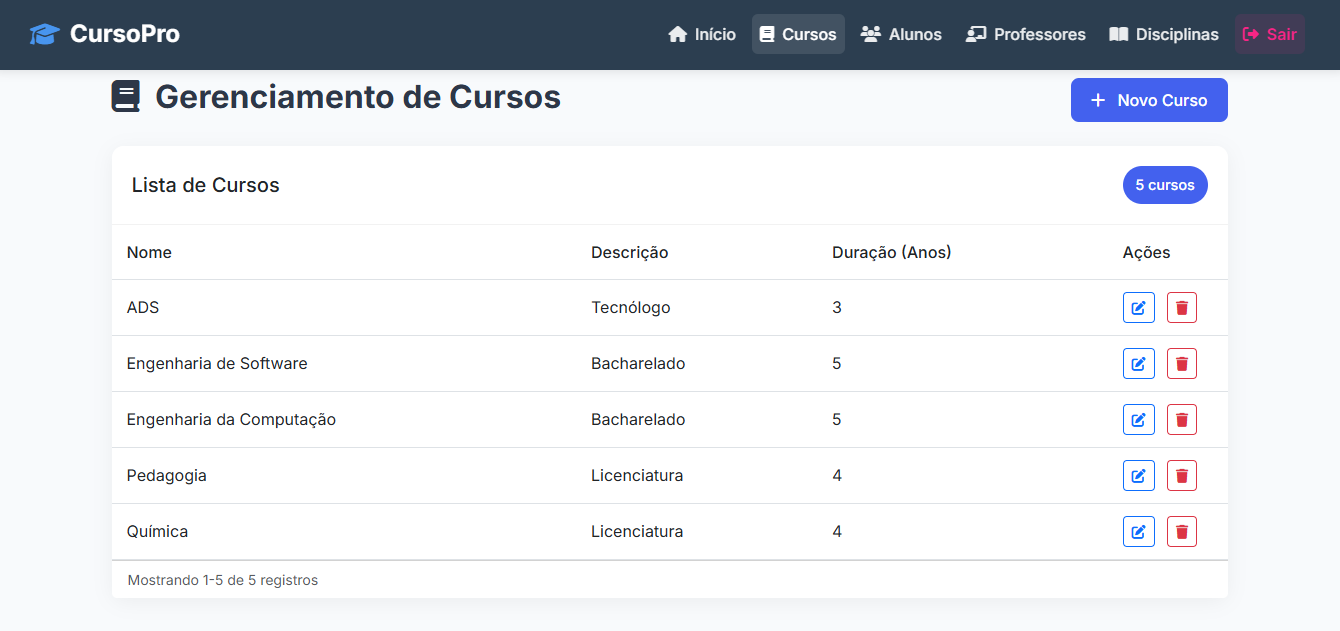 CursoPro Início Cursos Alunos Professores Disciplinas Sair
Gerenciamento de Cursos + Novo Curso
Lista de Cursos 5 cursos
Nome Descrição Duração (Anos) Ações
ADS Tecnólogo 3
Engenharia de Software Bacharelado 5
Engenharia da Computação Bacharelado 5
Pedagogia Licenciatura 4
Química Licenciatura 4
Mostrando 1-5 de 5 registros